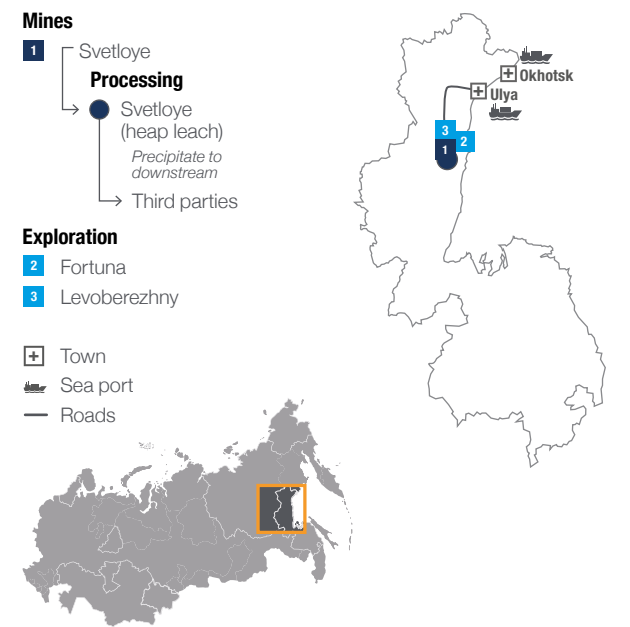 Mines
1 Svetloye
Processing
Svetloye
(heap leach)
Precipitate to
downstream
Third parties
Exploration
2 Fortuna
3 Levoberezhny
Town
Sea port
Roads
Okhotsk
Ulya
3
2
1